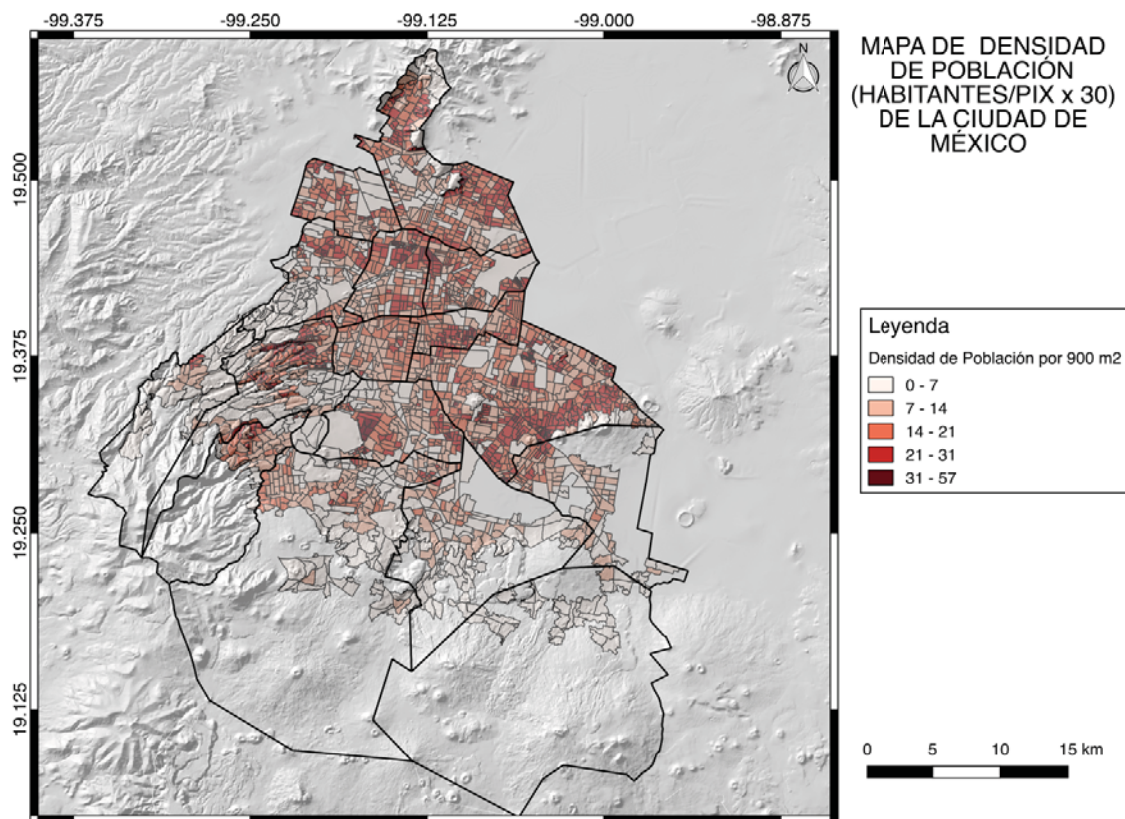 -99.375 -99.250 -99.125 -99.000 -98.875
N
MAPA DE DENSIDAD
DE POBLACIÓN
(HABITANTES/PIX x 30)
DE LA CIUDAD DE
MÉXICO
19.500
19.375
19.250
19.125
Leyenda
Densidad de Población por 900 m2
0 - 7
7 - 14
14 - 21
21 - 31
31 - 57
0 5 10 15 km